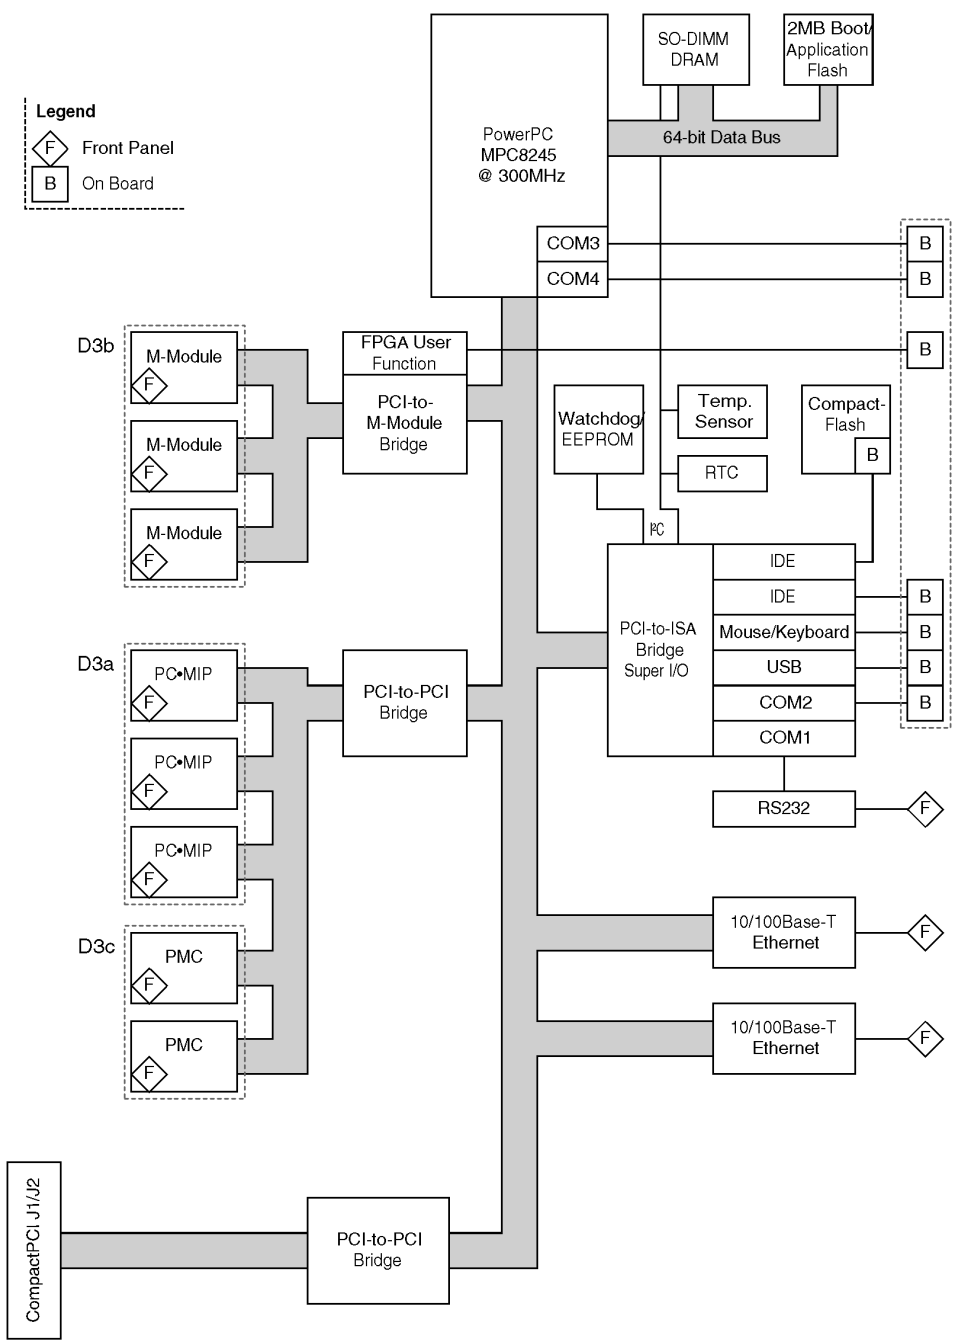 SO-DIMM
DRAM
2MB Boot/
Application
Flash
Legend
F Front Panel
B On Board
PowerPC
MPC8245
@ 300MHz
64-bit Data Bus
COM3
B
COM4
B
D3b
M-Module
F
M-Module
F
M-Module
F
FPGA User
Function
B
PCI-to-
M-Module
Bridge
Watchdog/
EEPROM
Temp.
Sensor
RTC
Compact-
Flash
B
I²C
PCI-to-ISA
Bridge
Super I/O
IDE
IDE
B
Mouse/Keyboard
B
USB
B
COM2
B
COM1
RS232
F
D3a
PC•MIP
F
PC•MIP
F
PC•MIP
F
PCI-to-PCI
Bridge
D3c
PMC
F
PMC
F
10/100Base-T
Ethernet
F
10/100Base-T
Ethernet
F
CompactPCI J1/J2
PCI-to-PCI
Bridge